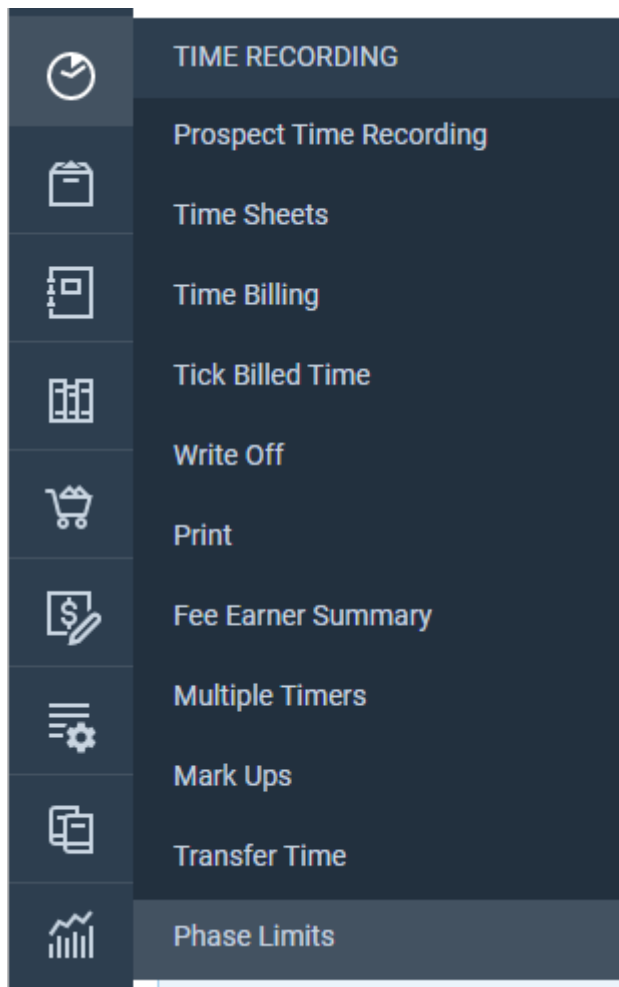 TIME RECORDING
Prospect Time Recording
Time Sheets
Time Billing
Tick Billed Time
Write Off
Print
Fee Earner Summary
Multiple Timers
Mark Ups
Transfer Time
Phase Limits